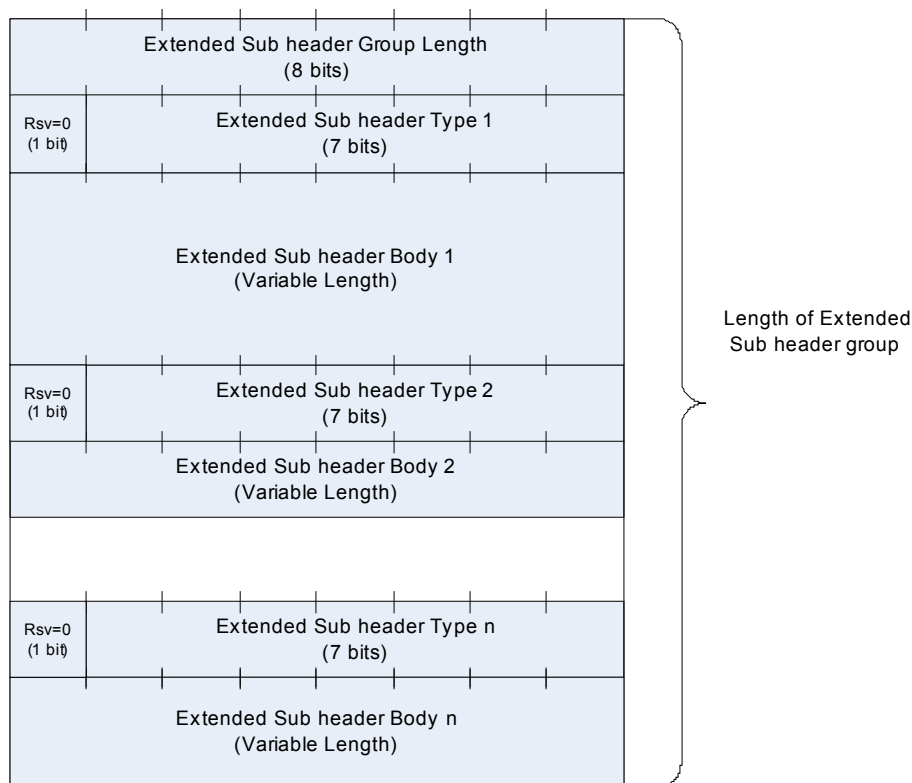 Extended Sub header Group Length
(8 bits)
Rsv=0
(1 bit)
Extended Sub header Type 1
(7 bits)
Extended Sub header Body 1
(Variable Length)
Length of Extended
Sub header group
Rsv=0
(1 bit)
Extended Sub header Type 2
(7 bits)
Extended Sub header Body 2
(Variable Length)
Rsv=0
(1 bit)
Extended Sub header Type n
(7 bits)
Extended Sub header Body n
(Variable Length)